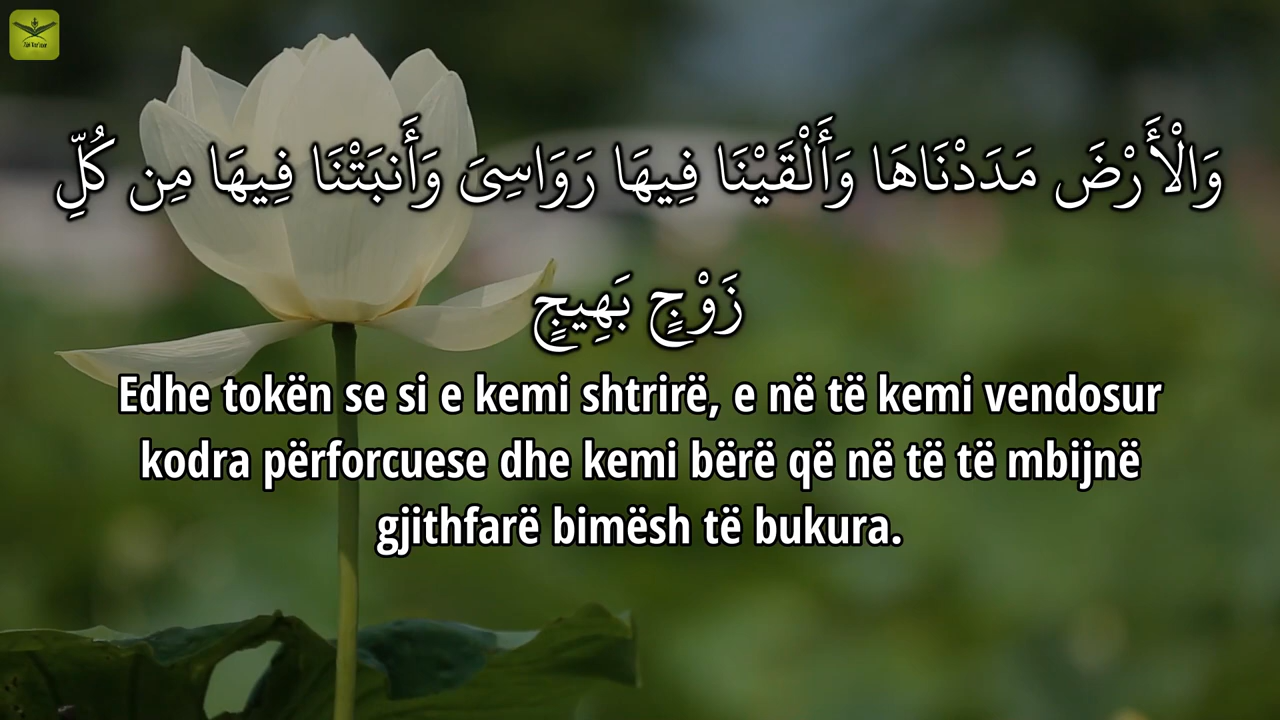 وَالْأَرْضَ مَدَدْنَاهَا وَأَلْقَيْنَا فِيهَا رَوَاسِىَ وَأَنبَتْنَا فِيهَا مِن كُلِّ
زَوْجٍ بَهِيجٍ
Edhe tokën se si e kemi shtrirë, e në të kemi vendosur
kodra përforcuese dhe kemi bërë që në të të mbijnë
gjithfarë bimësh të bukura.